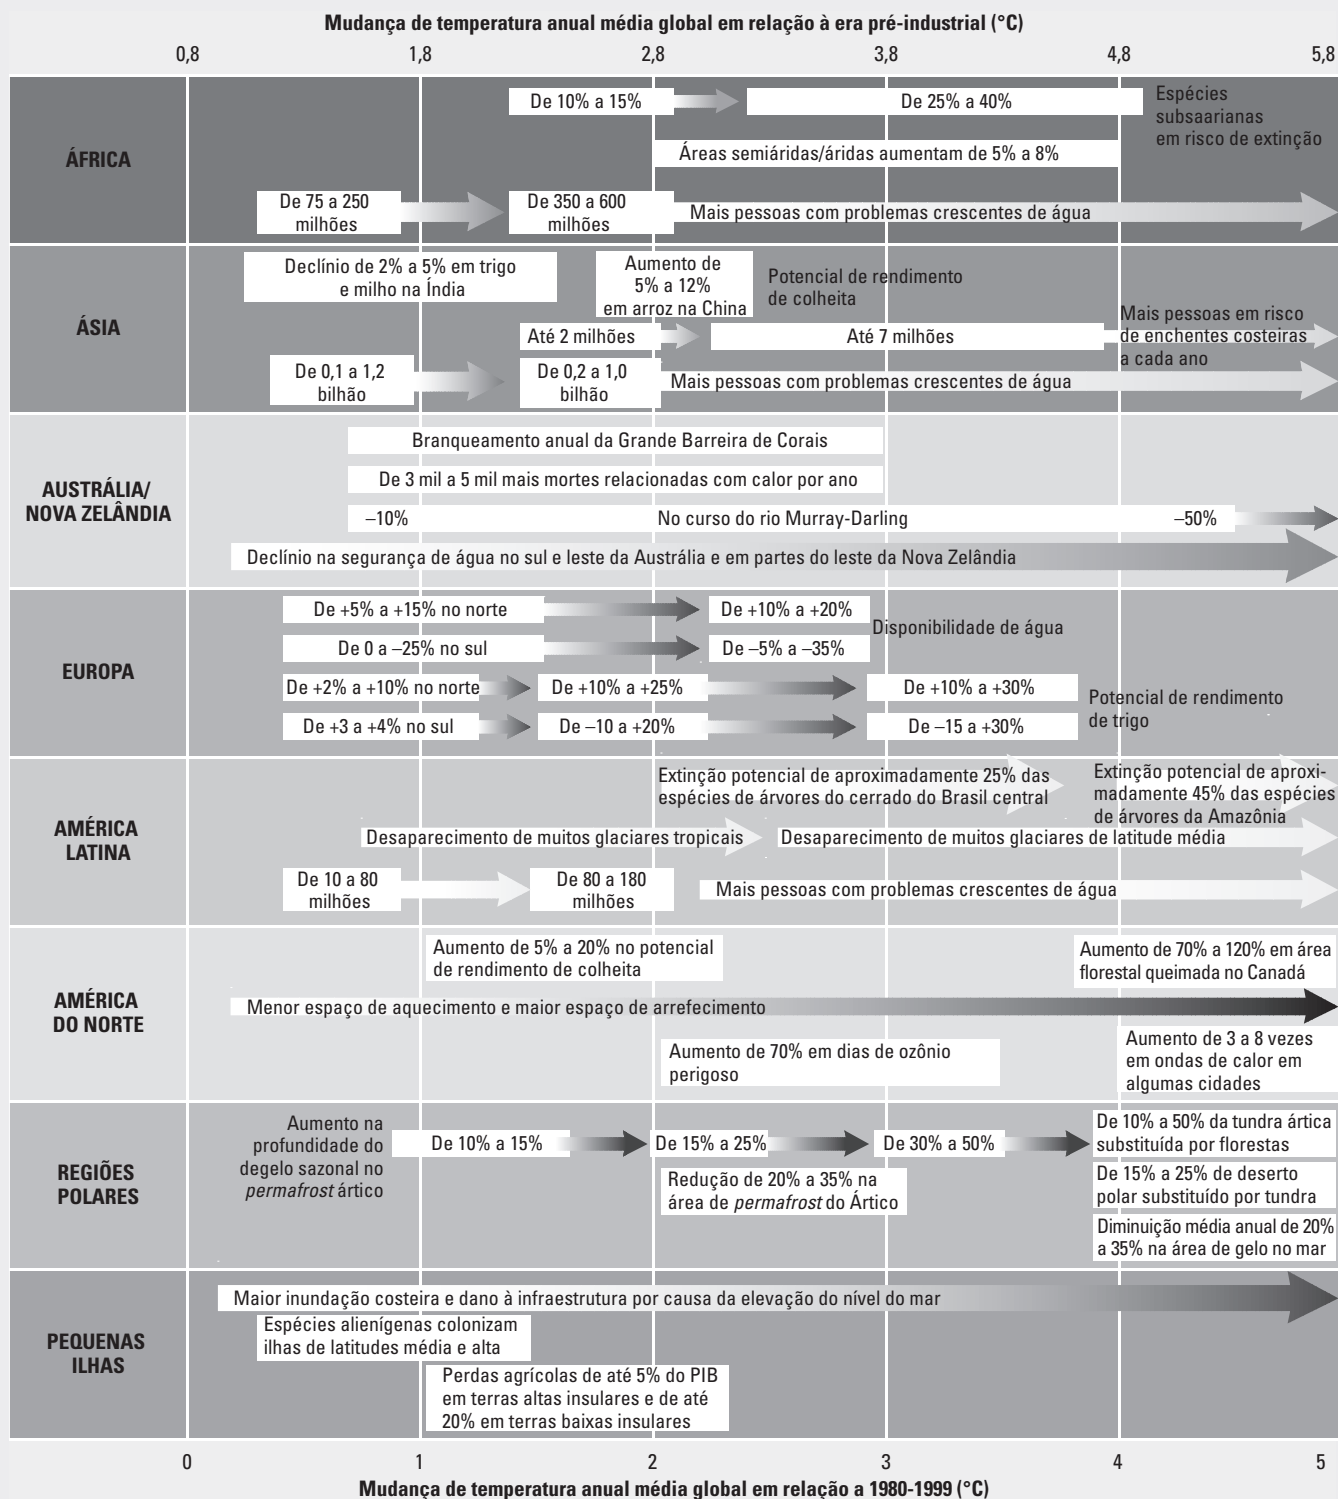 Mudança de temperatura anual média global em relação à era pré-industrial (°C)
0,8 1,8 2,8 3,8 4,8 5,8
ÁFRICA
De 10% a 15%
De 25% a 40%
Espécies
subsaarianas
em risco de extinção
Áreas semiáridas/áridas aumentam de 5% a 8%
De 75 a 250
milhões
De 350 a 600
milhões
Mais pessoas com problemas crescentes de água
ÁSIA
Declínio de 2% a 5% em trigo
e milho na Índia
Aumento de
5% a 12%
em arroz na China
Potencial de rendimento
de colheita
Até 2 milhões
Até 7 milhões
Mais pessoas em risco
de enchentes costeiras
a cada ano
De 0,1 a 1,2
bilhão
De 0,2 a 1,0
bilhão
Mais pessoas com problemas crescentes de água
AUSTRÁLIA/
NOVA ZELÂNDIA
Branqueamento anual da Grande Barreira de Corais
De 3 mil a 5 mil mais mortes relacionadas com calor por ano
–10% No curso do rio Murray-Darling –50%
Declínio na segurança de água no sul e leste da Austrália e em partes do leste da Nova Zelândia
EUROPA
De +5% a +15% no norte
De +10% a +20%
De 0 a –25% no sul
De –5% a –35%
Disponibilidade de água
De +2% a +10% no norte
De +10% a +25%
De +10% a +30%
De +3 a +4% no sul
De –10 a +20%
De –15 a +30%
Potencial de rendimento
de trigo
AMÉRICA
LATINA
Extinção potencial de aproximadamente 25% das
espécies de árvores do cerrado do Brasil central
Extinção potencial de aproxi-
madamente 45% das espécies
de árvores da Amazônia
Desaparecimento de muitos glaciares tropicais
Desaparecimento de muitos glaciares de latitude média
De 10 a 80
milhões
De 80 a 180
milhões
Mais pessoas com problemas crescentes de água
AMÉRICA
DO NORTE
Aumento de 5% a 20% no potencial
de rendimento de colheita
Aumento de 70% a 120% em área
florestal queimada no Canadá
Menor espaço de aquecimento e maior espaço de arrefecimento
Aumento de 70% em dias de ozônio
perigoso
Aumento de 3 a 8 vezes
em ondas de calor em
algumas cidades
REGIÕES
POLARES
Aumento na
profundidade do
degelo sazonal no
permafrost ártico
De 10% a 15%
De 15% a 25%
De 30% a 50%
De 10% a 50% da tundra ártica
substituída por florestas
Redução de 20% a 35% na
área de permafrost do Ártico
De 15% a 25% de deserto
polar substituído por tundra
Diminuição média anual de 20%
a 35% na área de gelo no mar
PEQUENAS
ILHAS
Maior inundação costeira e dano à infraestrutura por causa da elevação do nível do mar
Espécies alienígenas colonizam
ilhas de latitudes média e alta
Perdas agrícolas de até 5% do PIB
em terras altas insulares e de até
20% em terras baixas insulares
0 1 2 3 4 5
Mudança de temperatura anual média global em relação a 1980-1999 (°C)